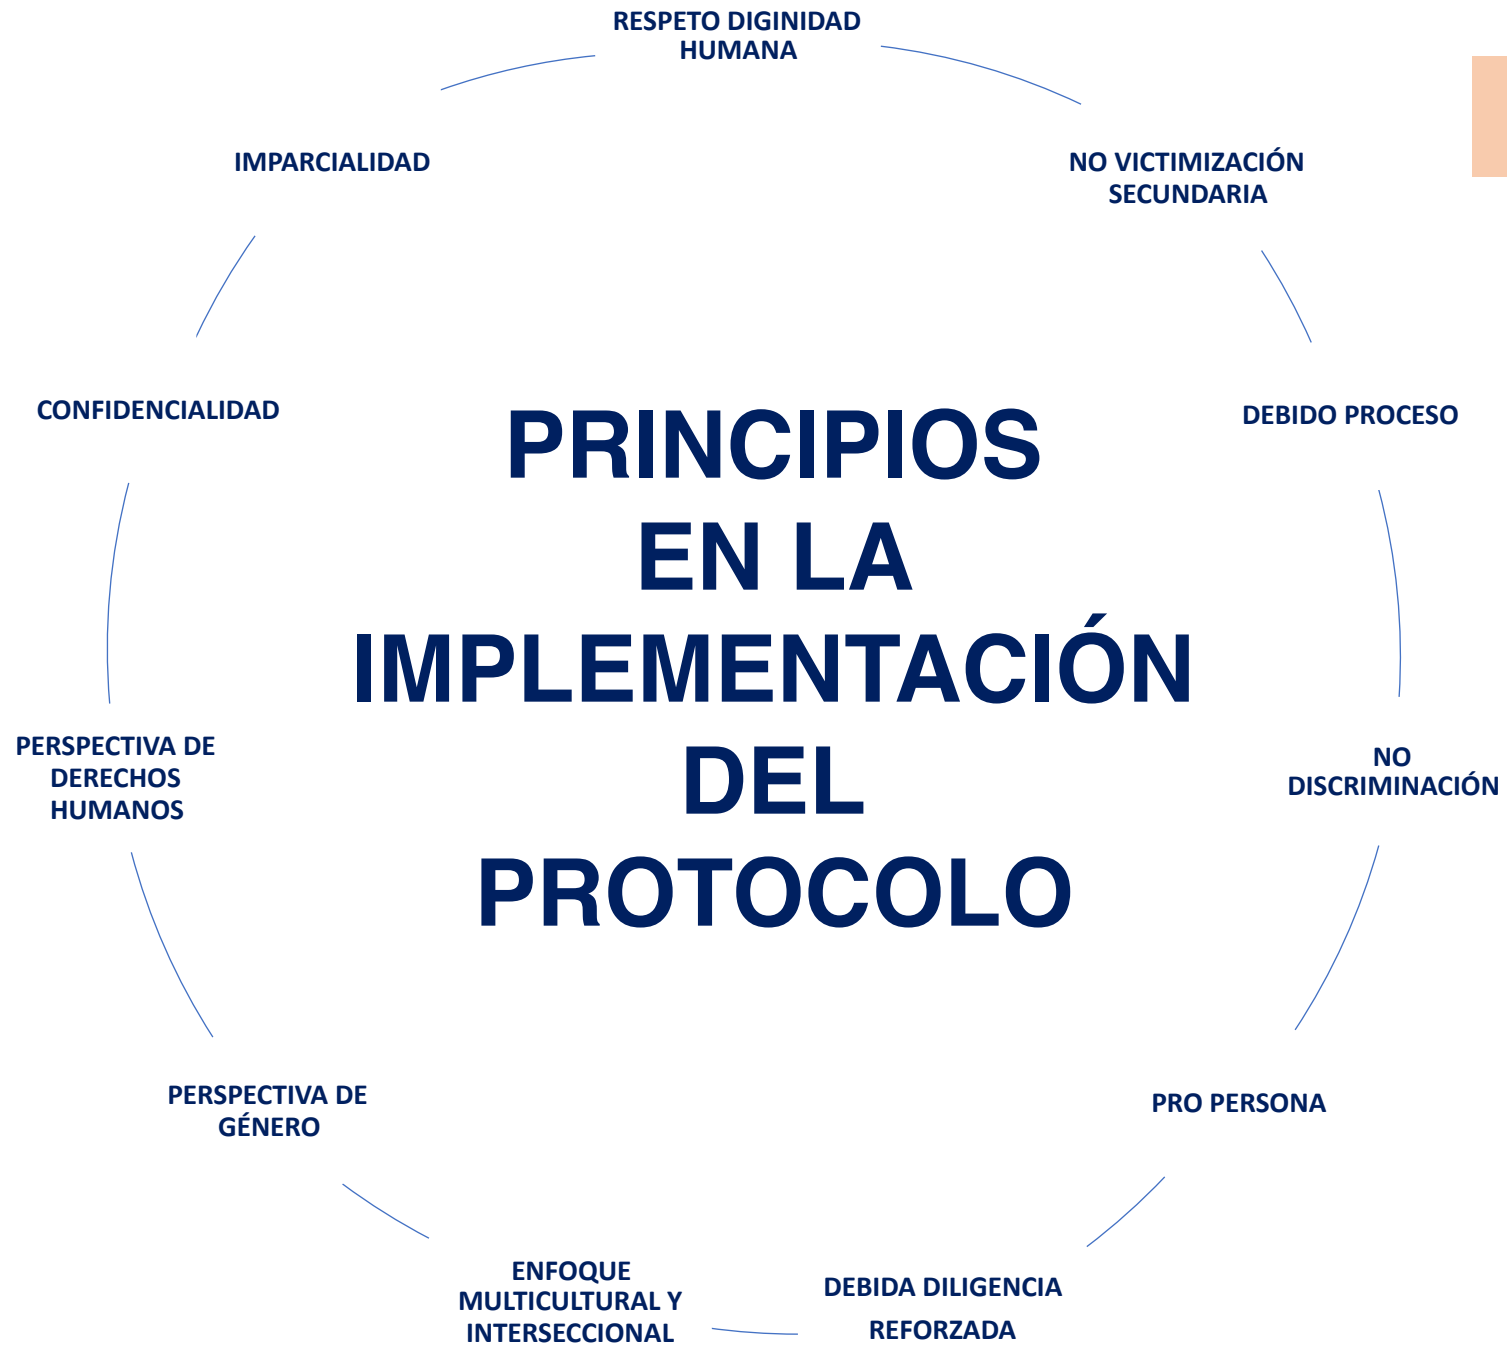 RESPETO DIGINIDAD
HUMANA
NO VICTIMIZACIÓN
SECUNDARIA
DEBIDO PROCESO
NO
DISCRIMINACIÓN
PRO PERSONA
DEBIDA DILIGENCIA
REFORZADA
ENFOQUE
MULTICULTURAL Y
INTERSECCIONAL
PERSPECTIVA DE
GÉNERO
PERSPECTIVA DE
DERECHOS
HUMANOS
CONFIDENCIALIDAD
IMPARCIALIDAD
PRINCIPIOS
EN LA
IMPLEMENTACIÓN
DEL
PROTOCOLO